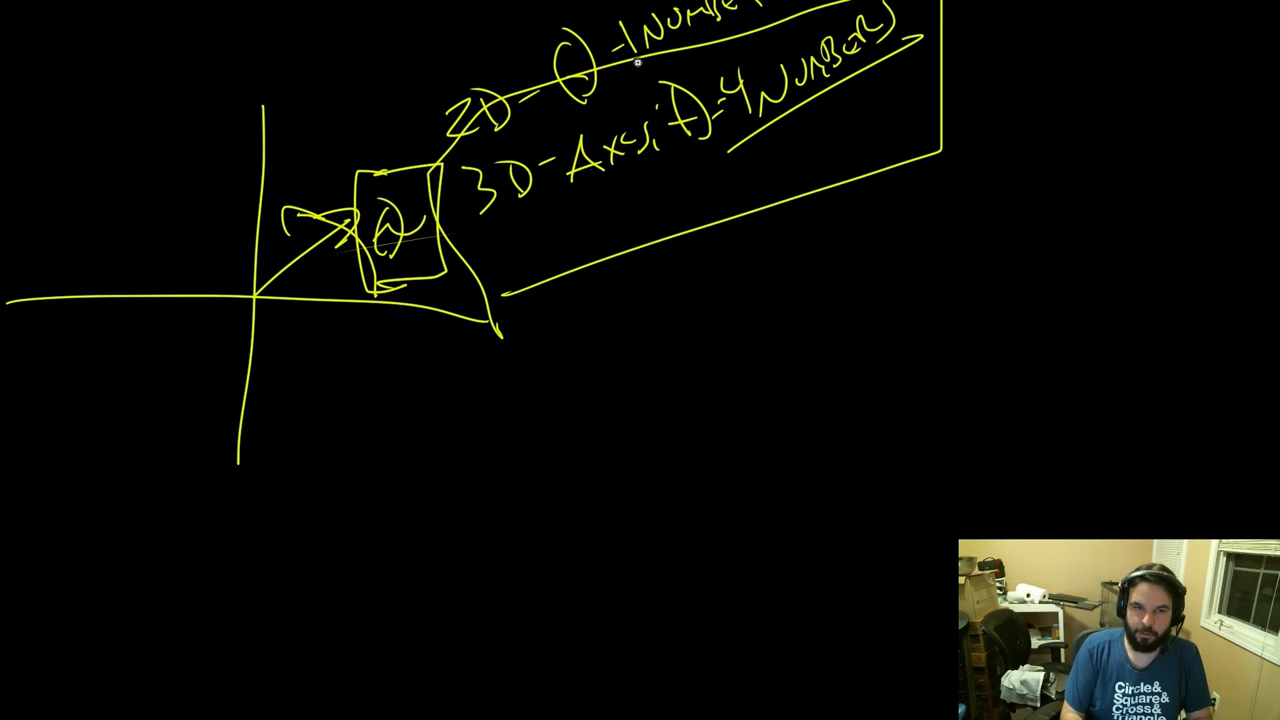 2D - θ - 1 Number
3D - Axis, θ = 4 Numbers
θ
Circle&
Square&
Cross&
Triangle